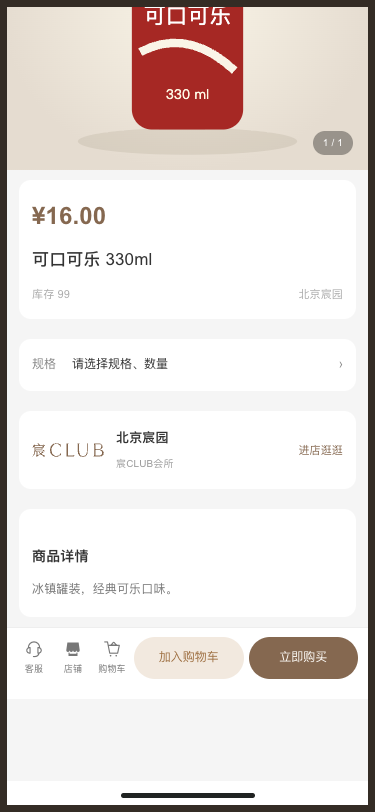 可口可乐
330 ml
1 / 1
¥16.00
可口可乐 330ml
库存 99 北京宸园
规格 请选择规格、数量 ›
宸CLUB 北京宸园 进店逛逛
宸CLUB会所
商品详情
冰镇罐装，经典可乐口味。
客服 店铺 购物车 加入购物车 立即购买